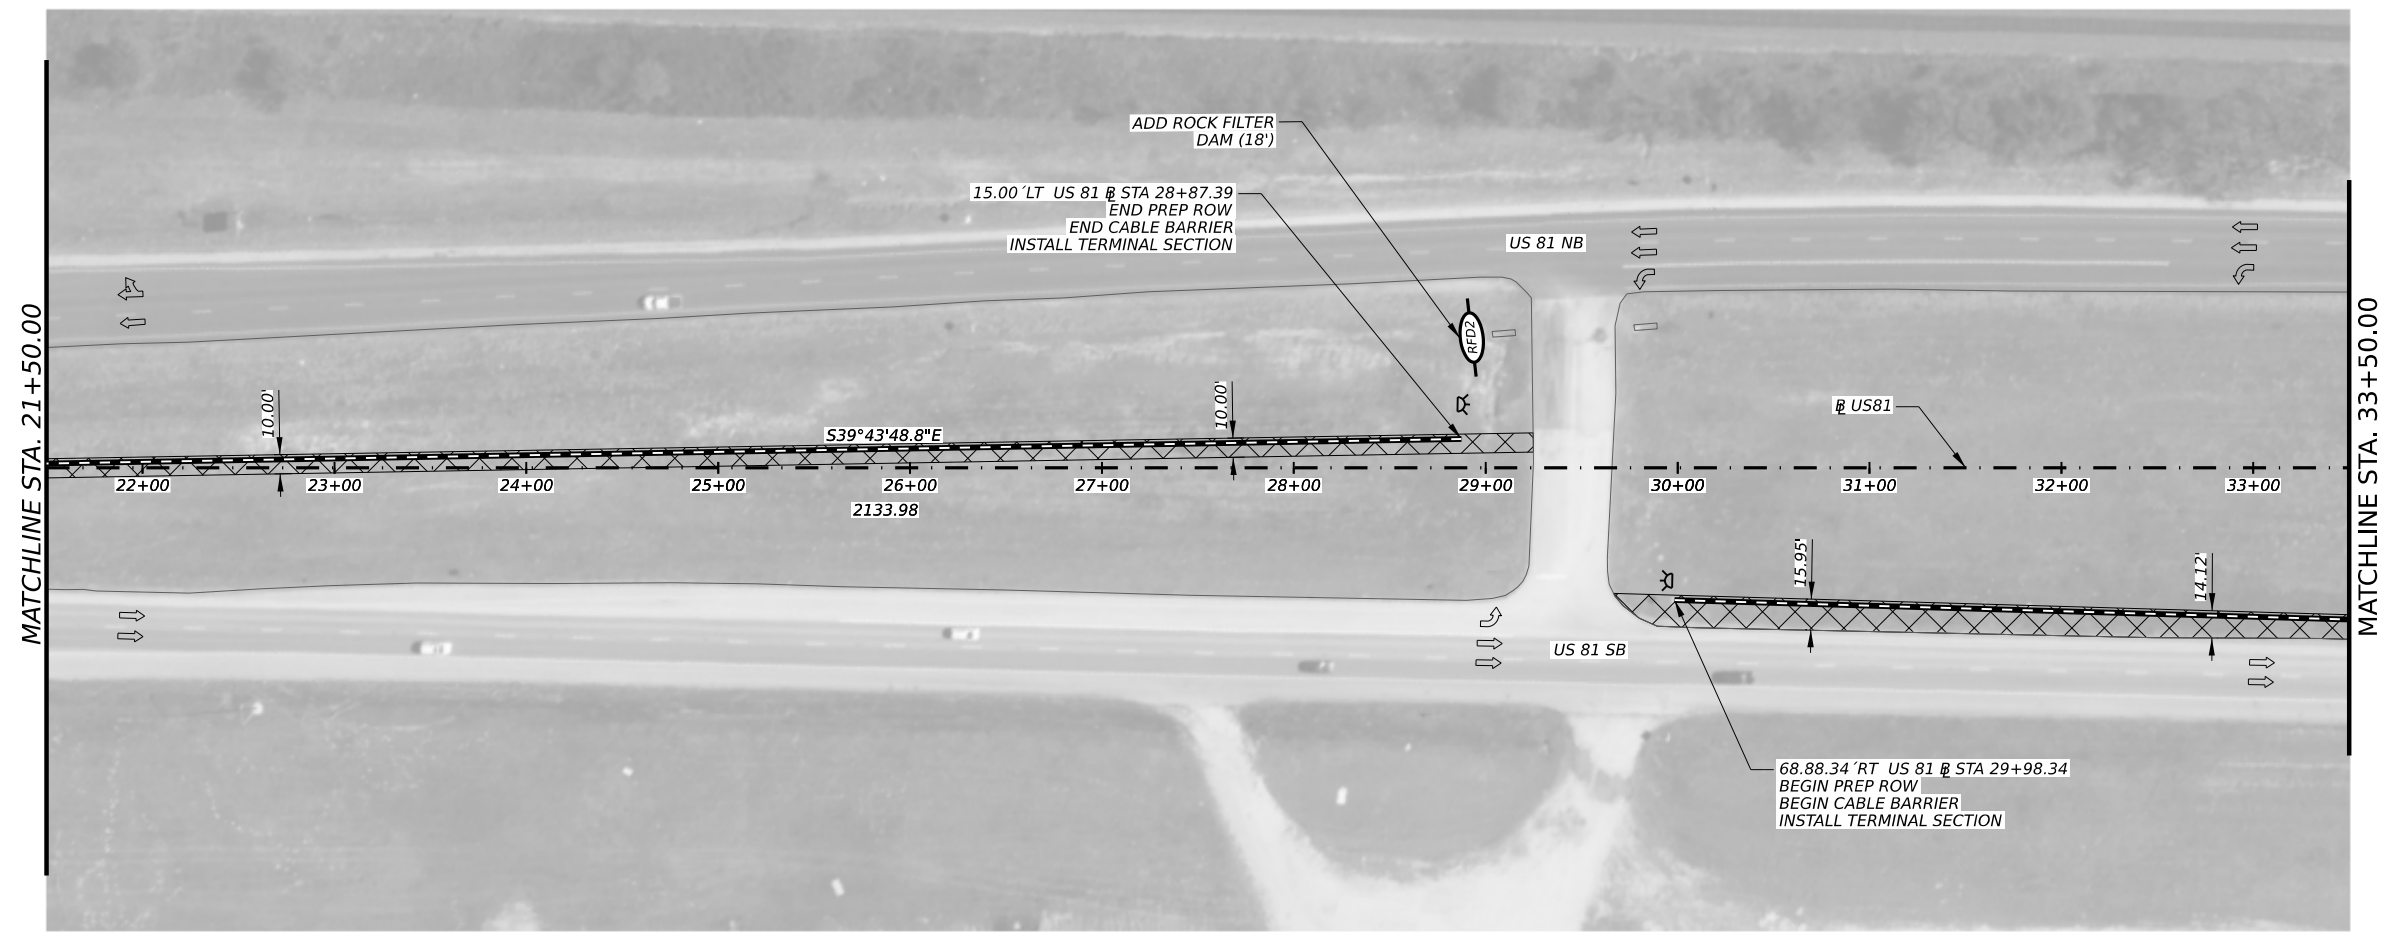 ADD ROCK FILTER
DAM (18')
15.00´LT US 81 ⅊ STA 28+87.39
END PREP ROW
END CABLE BARRIER
INSTALL TERMINAL SECTION
US 81 NB
RFD2
MATCHLINE STA. 21+50.00
MATCHLINE STA. 33+50.00
10.00'
10.00'
S39°43'48.8"E
BL US81
22+00
23+00
24+00
25+00
26+00
27+00
28+00
29+00
30+00
31+00
32+00
33+00
2133.98
15.95'
14.12'
US 81 SB
68.88.34´RT US 81 BL STA 29+98.34
BEGIN PREP ROW
BEGIN CABLE BARRIER
INSTALL TERMINAL SECTION